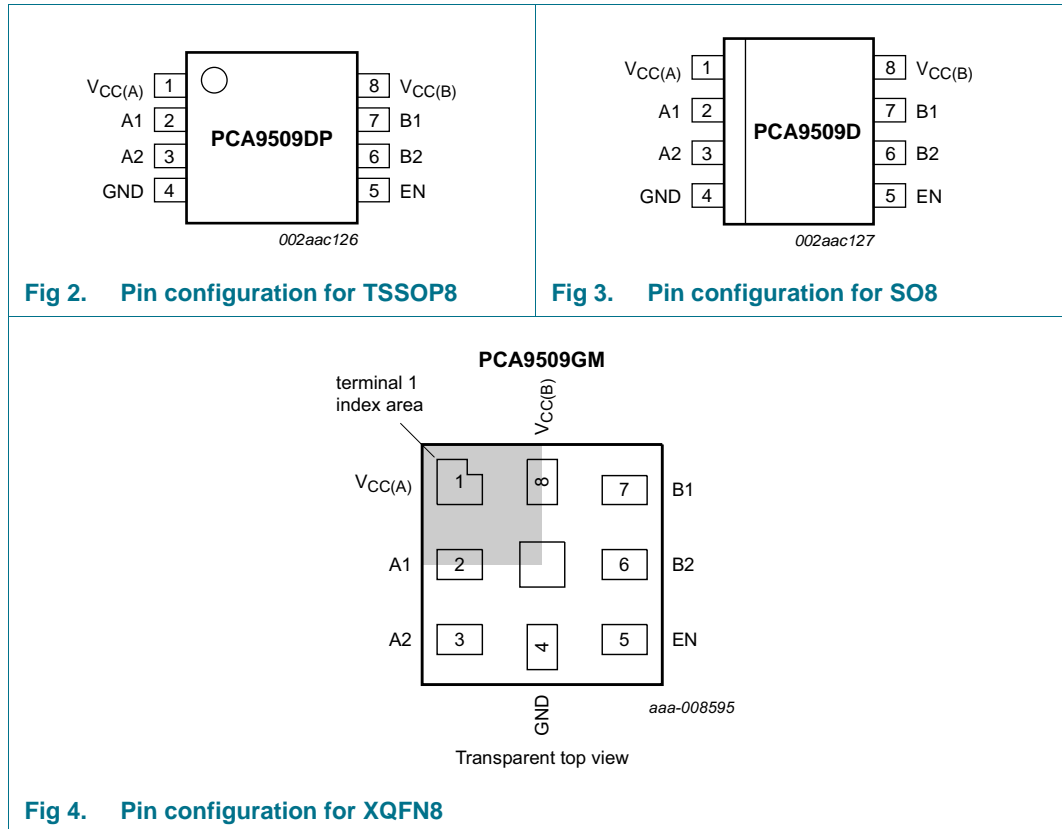 VCC(A) 1
8 VCC(B)
A1 2
7 B1
PCA9509DP
A2 3
6 B2
GND 4
5 EN
002aac126
Fig 2. Pin configuration for TSSOP8
VCC(A) 1
8 VCC(B)
A1 2
7 B1
PCA9509D
A2 3
6 B2
GND 4
5 EN
002aac127
Fig 3. Pin configuration for SO8
PCA9509GM
terminal 1
index area
VCC(B)
VCC(A) 1
8
7 B1
A1 2
6 B2
A2 3
4
5 EN
GND
aaa-008595
Transparent top view
Fig 4. Pin configuration for XQFN8